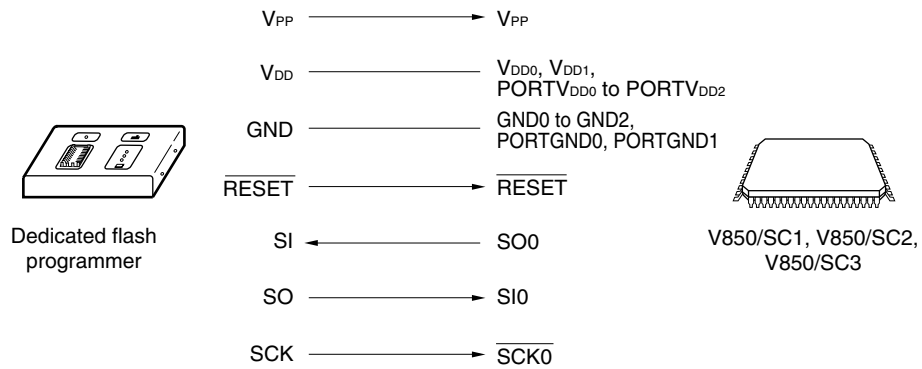 VPP VPP
VDD VDD0, VDD1,
PORTVDD0 to PORTVDD2
GND GND0 to GND2,
PORTGND0, PORTGND1
RESET RESET
Dedicated flash
programmer
SI SO0
V850/SC1, V850/SC2,
V850/SC3
SO SI0
SCK SCK0